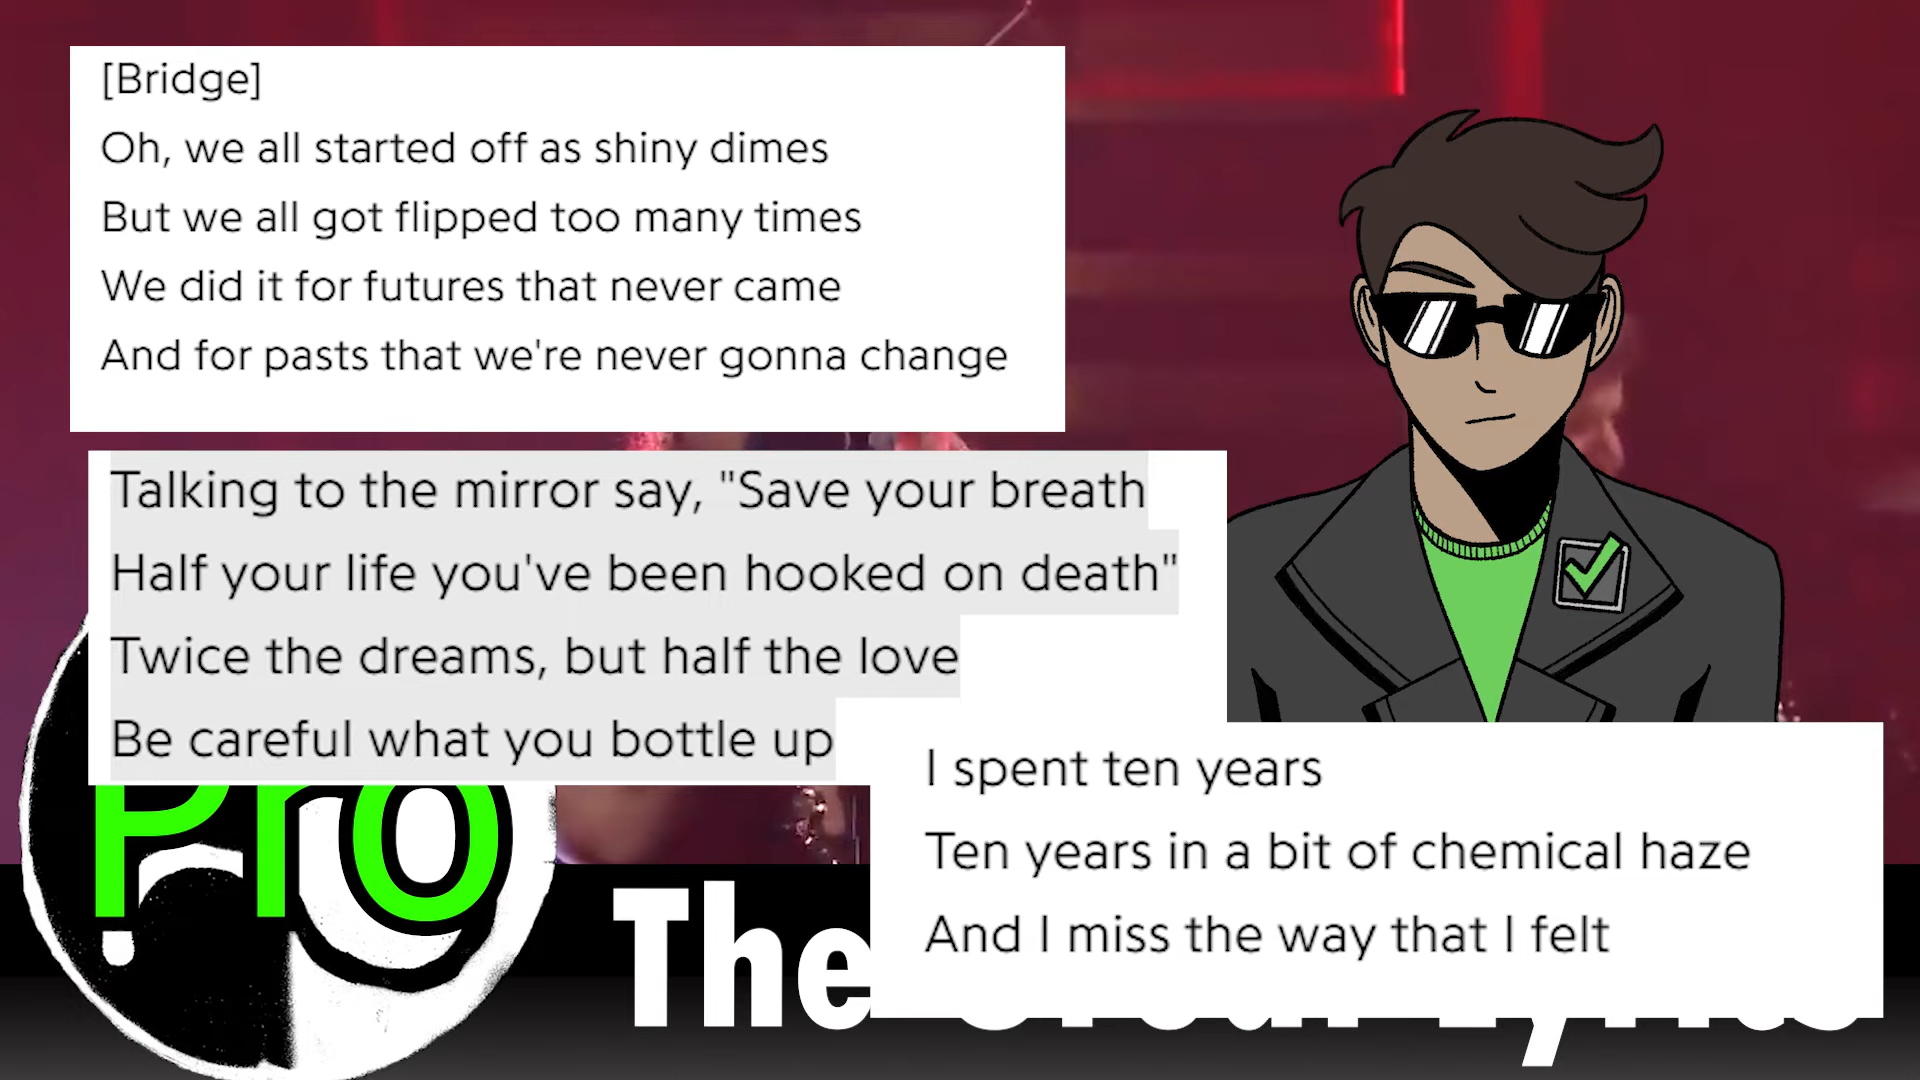 [Bridge]
Oh, we all started off as shiny dimes
But we all got flipped too many times
We did it for futures that never came
And for pasts that we're never gonna change
Talking to the mirror say, "Save your breath
Half your life you've been hooked on death"
Twice the dreams, but half the love
Be careful what you bottle up
I spent ten years
Ten years in a bit of chemical haze
And I miss the way that I felt
Pro
The Great Lyrics